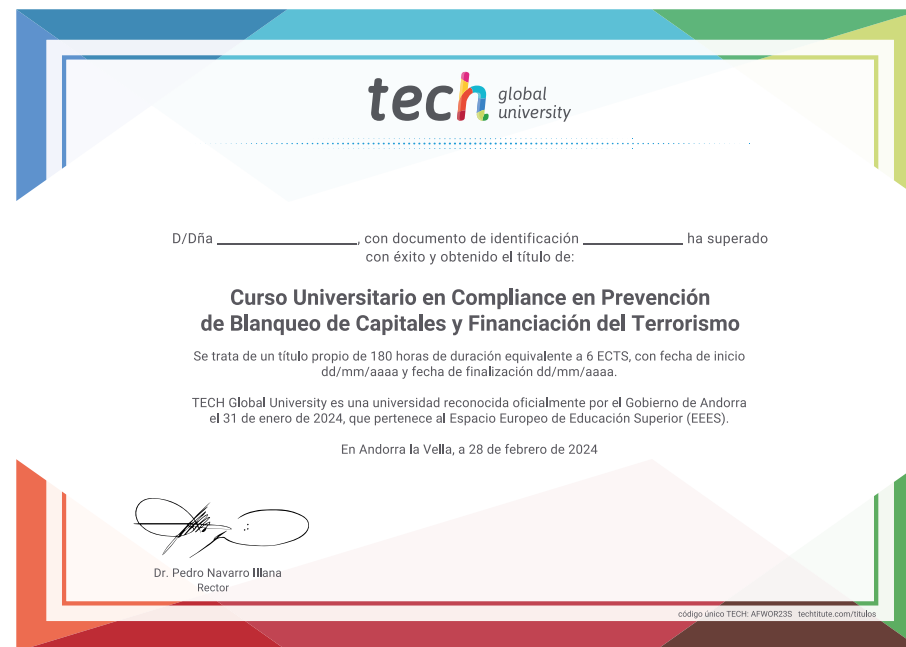 tech global university
D/Dña ____________________, con documento de identificación ______________ ha superado
con éxito y obtenido el título de:
Curso Universitario en Compliance en Prevención
de Blanqueo de Capitales y Financiación del Terrorismo
Se trata de un título propio de 180 horas de duración equivalente a 6 ECTS, con fecha de inicio
dd/mm/aaaa y fecha de finalización dd/mm/aaaa.
TECH Global University es una universidad reconocida oficialmente por el Gobierno de Andorra
el 31 de enero de 2024, que pertenece al Espacio Europeo de Educación Superior (EEES).
En Andorra la Vella, a 28 de febrero de 2024
Dr. Pedro Navarro Illana
Rector
código único TECH: AFWOR23S techtitute.com/titulos